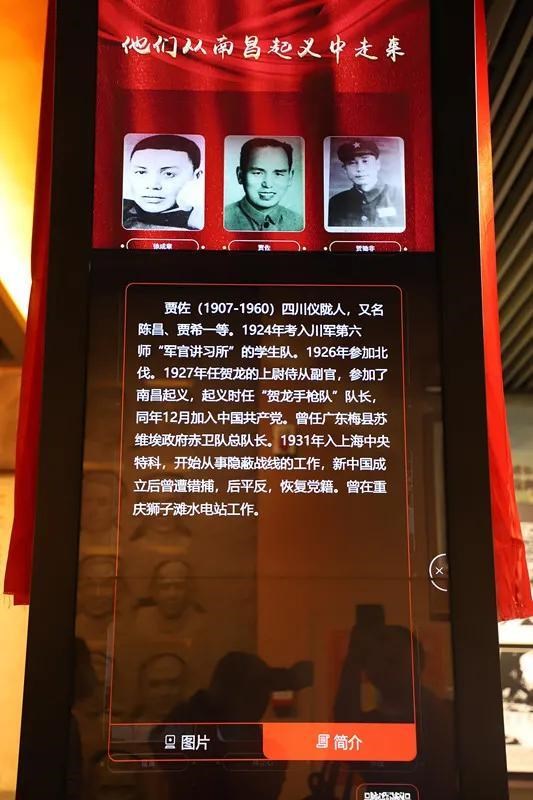 他们从南昌起义中走来
徐成章 贾佐
贾佐（1907-1960）四川仪陇人，又名
陈昌、贾希一等。1924年考入川军第六
师“军官讲习所”的学生队。1926年参加北
伐。1927年任贺龙的上尉侍从副官，参加了
南昌起义，起义时任“贺龙手枪队”队长，
同年12月加入中国共产党。曾任广东梅县苏
维埃政府赤卫队总队长。1931年入上海中央
特科，开始从事隐蔽战线的工作，新中国成
立后曾遭错捕，后平反，恢复党籍。曾在重
庆狮子滩水电站工作。
图片 简介